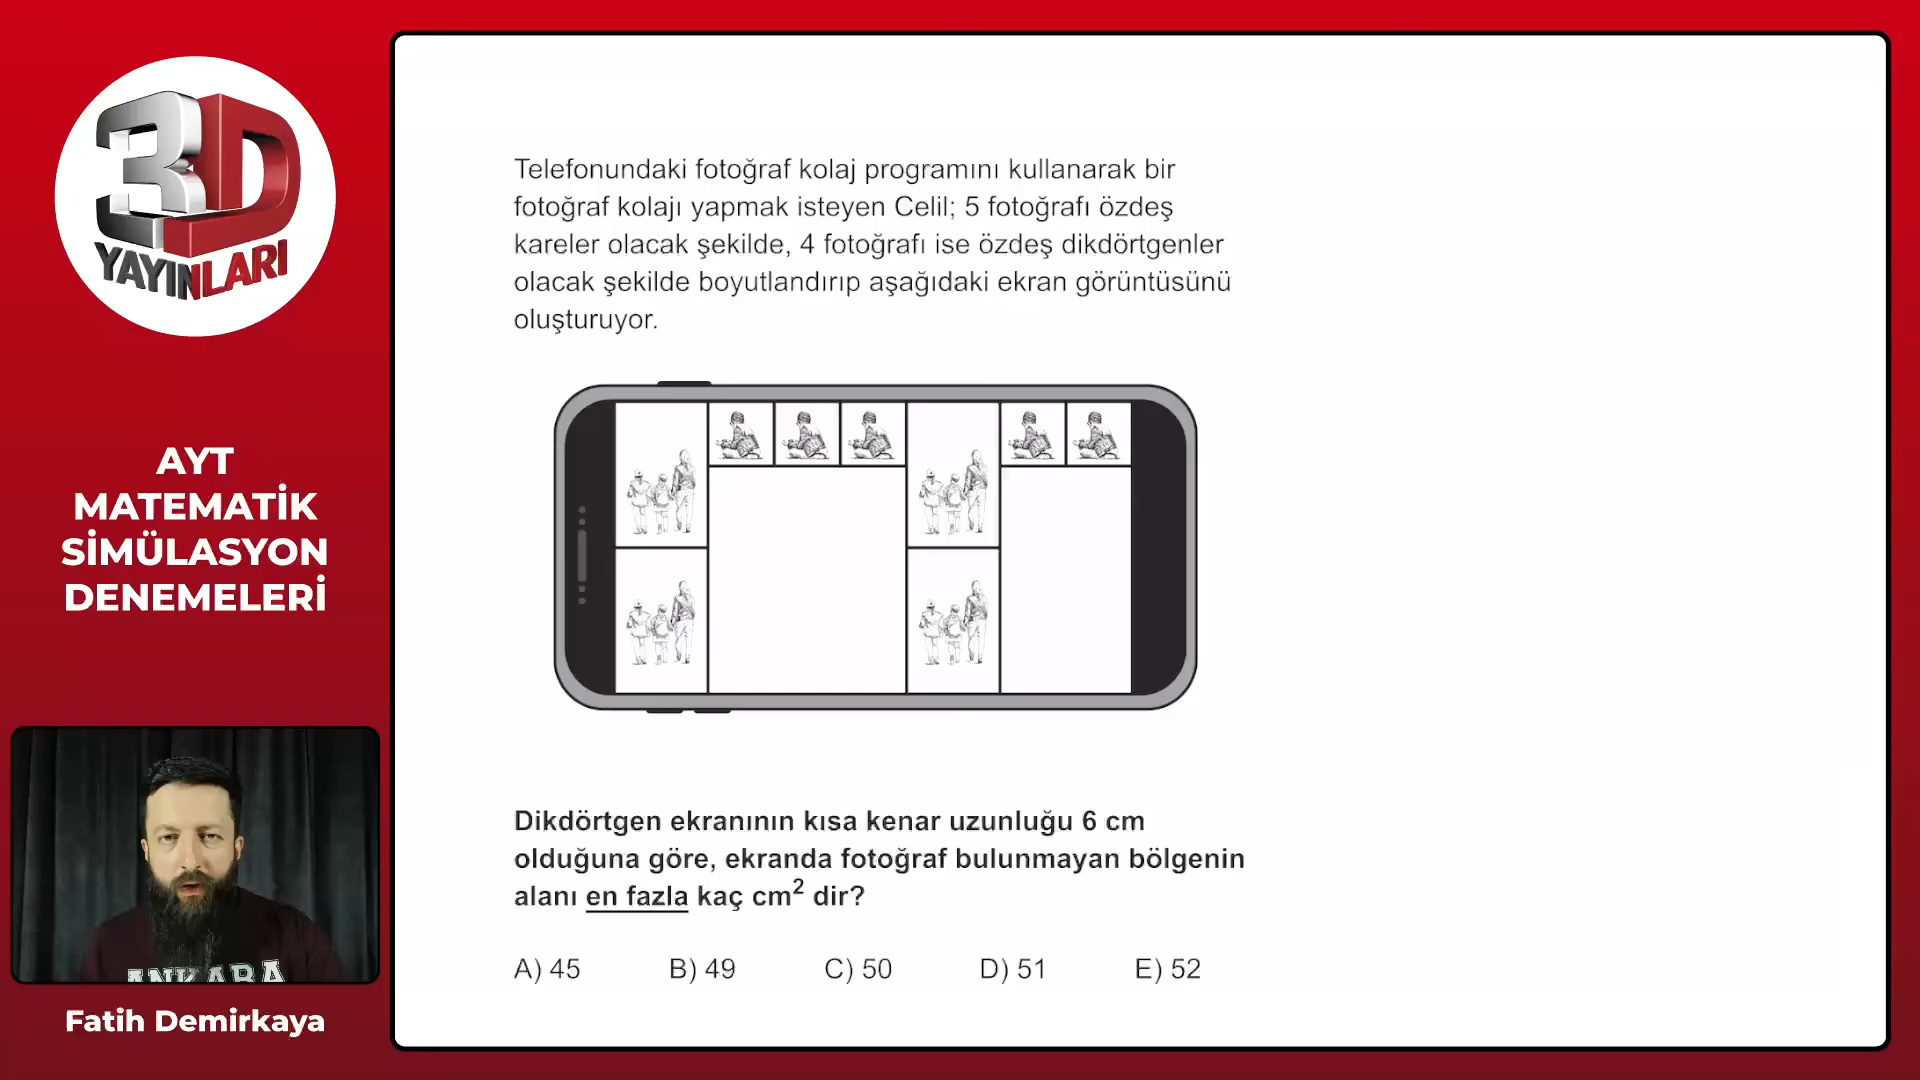 3D
YAYINLARI
AYT
MATEMATİK
SİMÜLASYON
DENEMELERİ
ANKARA
Fatih Demirkaya
Telefonundaki fotoğraf kolaj programını kullanarak bir
fotoğraf kolajı yapmak isteyen Celil; 5 fotoğrafı özdeş
kareler olacak şekilde, 4 fotoğrafı ise özdeş dikdörtgenler
olacak şekilde boyutlandırıp aşağıdaki ekran görüntüsünü
oluşturuyor.
Dikdörtgen ekranının kısa kenar uzunluğu 6 cm
olduğuna göre, ekranda fotoğraf bulunmayan bölgenin
alanı en fazla kaç cm² dir?
A) 45 B) 49 C) 50 D) 51 E) 52